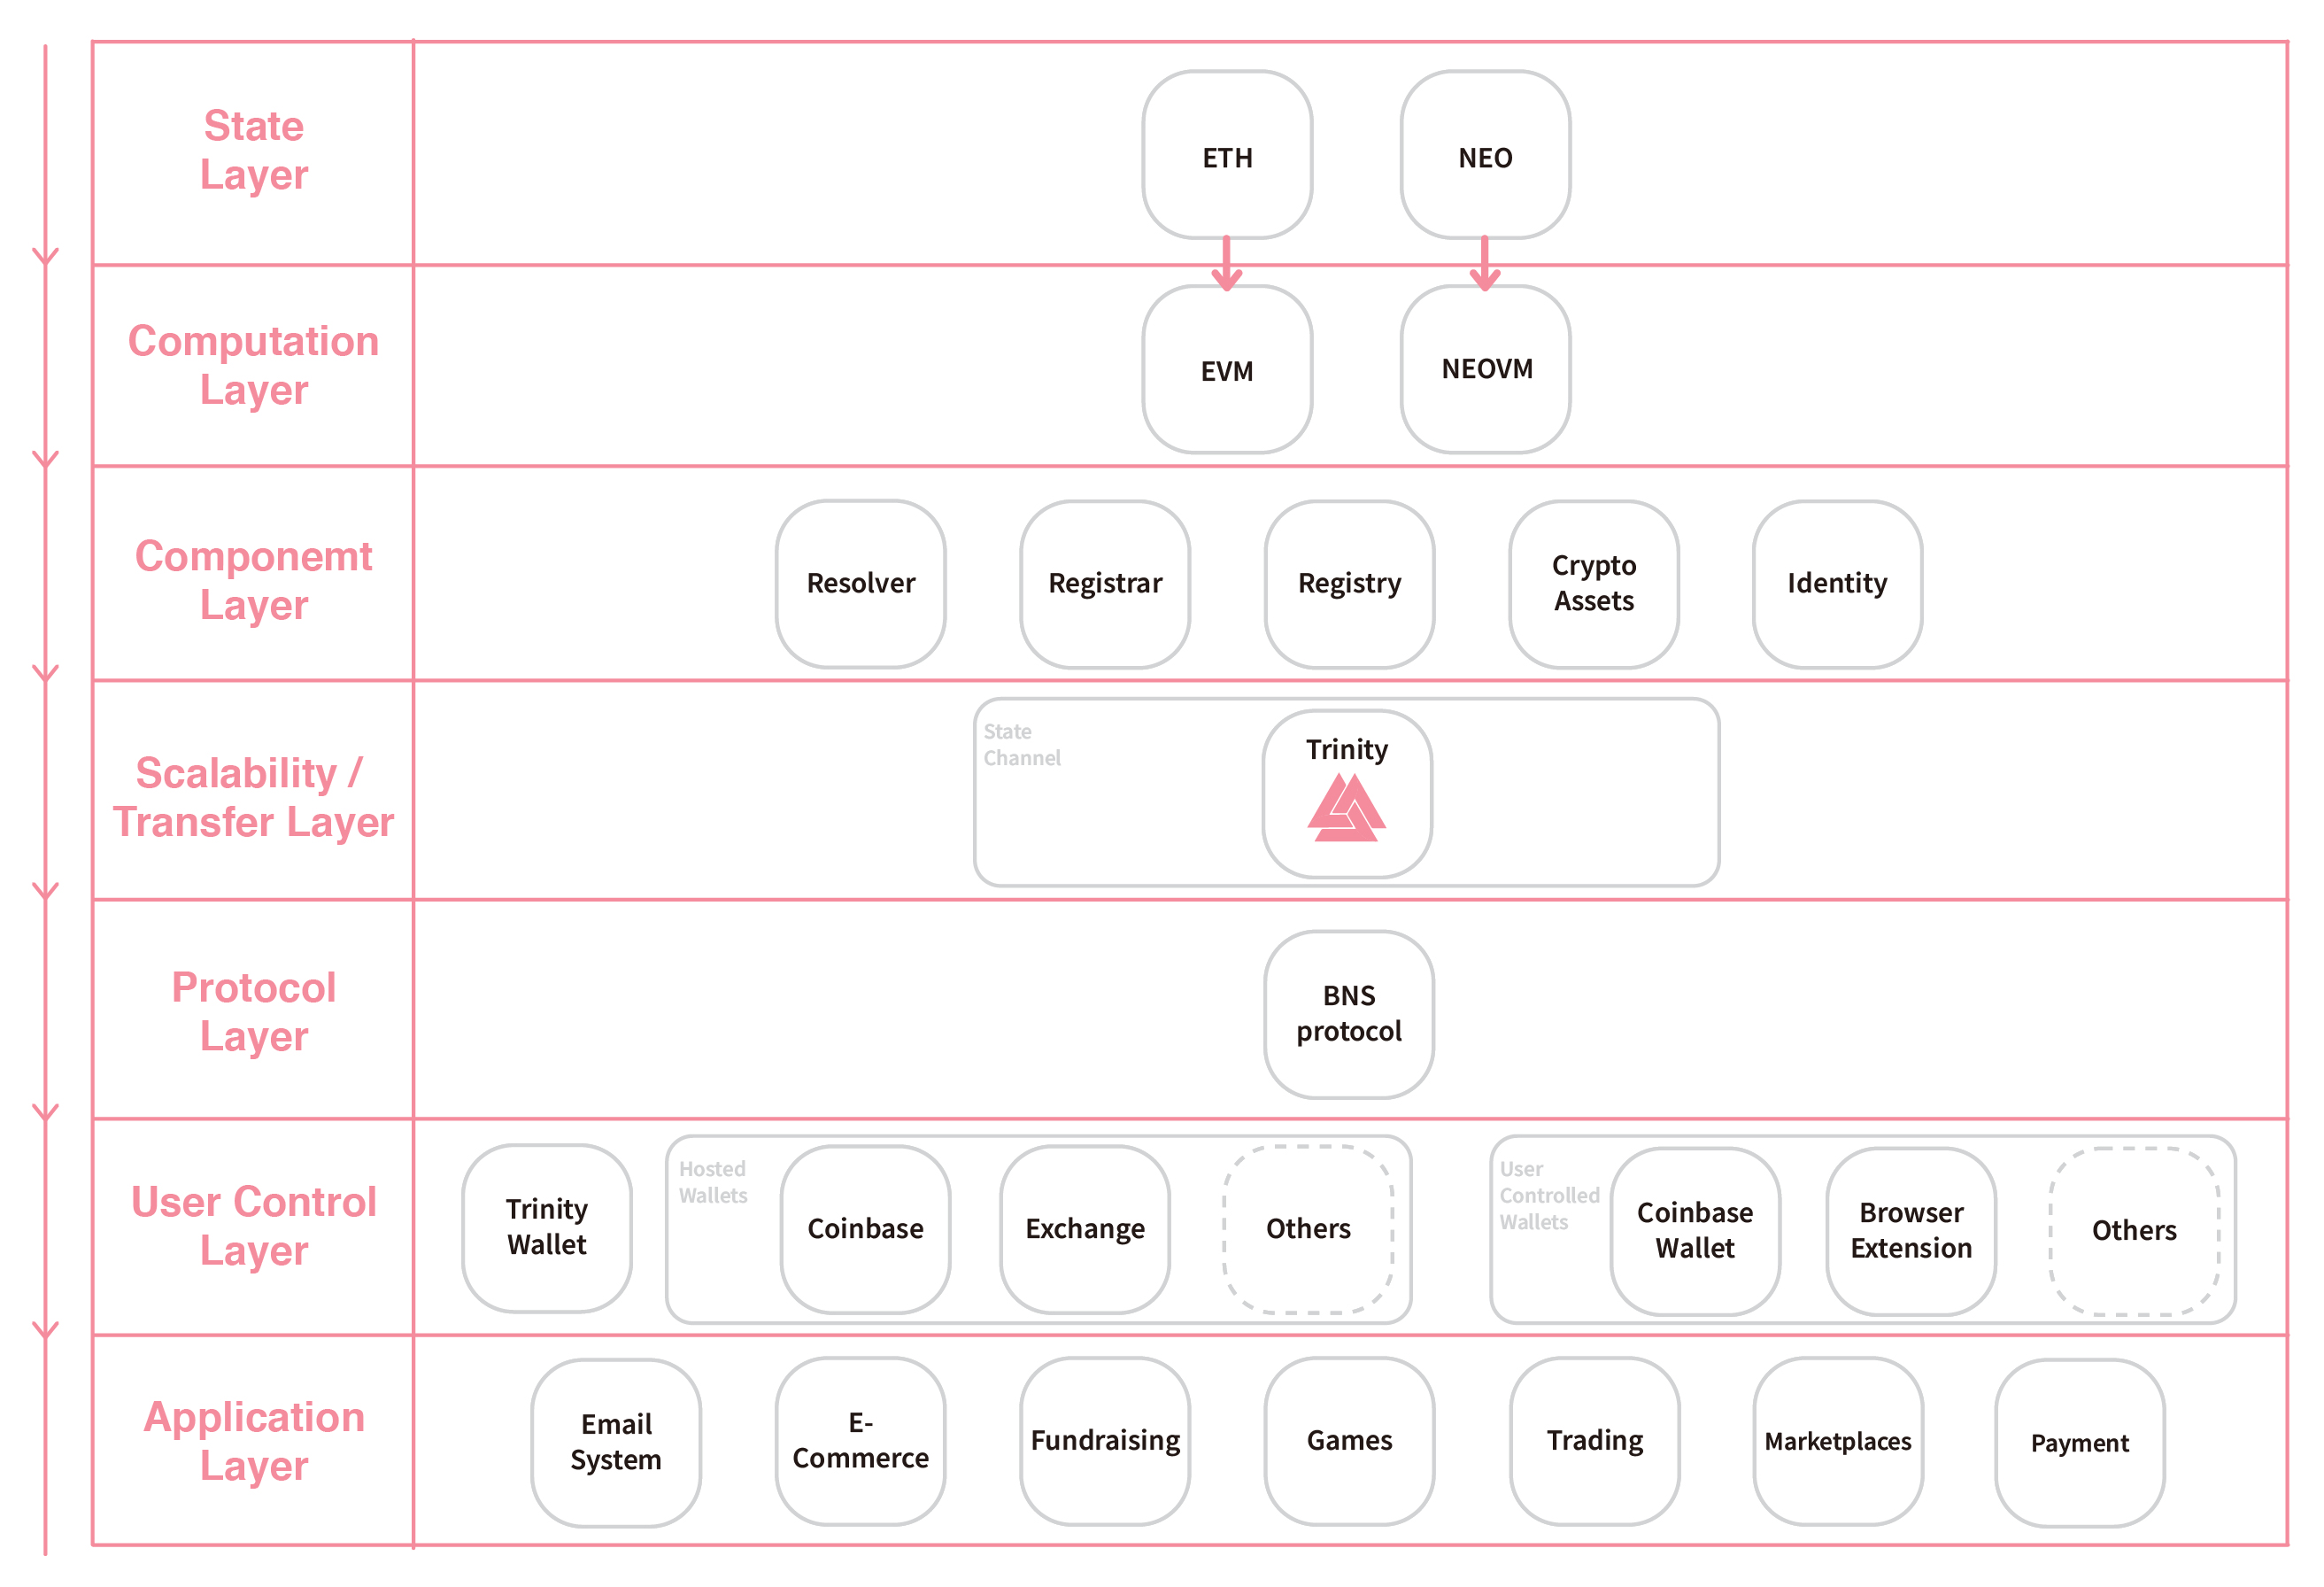 State
Layer
ETH
NEO
Computation
Layer
EVM
NEOVM
Componemt
Layer
Resolver
Registrar
Registry
Crypto
Assets
Identity
Scalability /
Transfer Layer
State
Channel
Trinity
Protocol
Layer
BNS
protocol
User Control
Layer
Trinity
Wallet
Hosted
Wallets
Coinbase
Exchange
Others
User
Controlled
Wallets
Coinbase
Wallet
Browser
Extension
Others
Application
Layer
Email
System
E-
Commerce
Fundraising
Games
Trading
Marketplaces
Payment